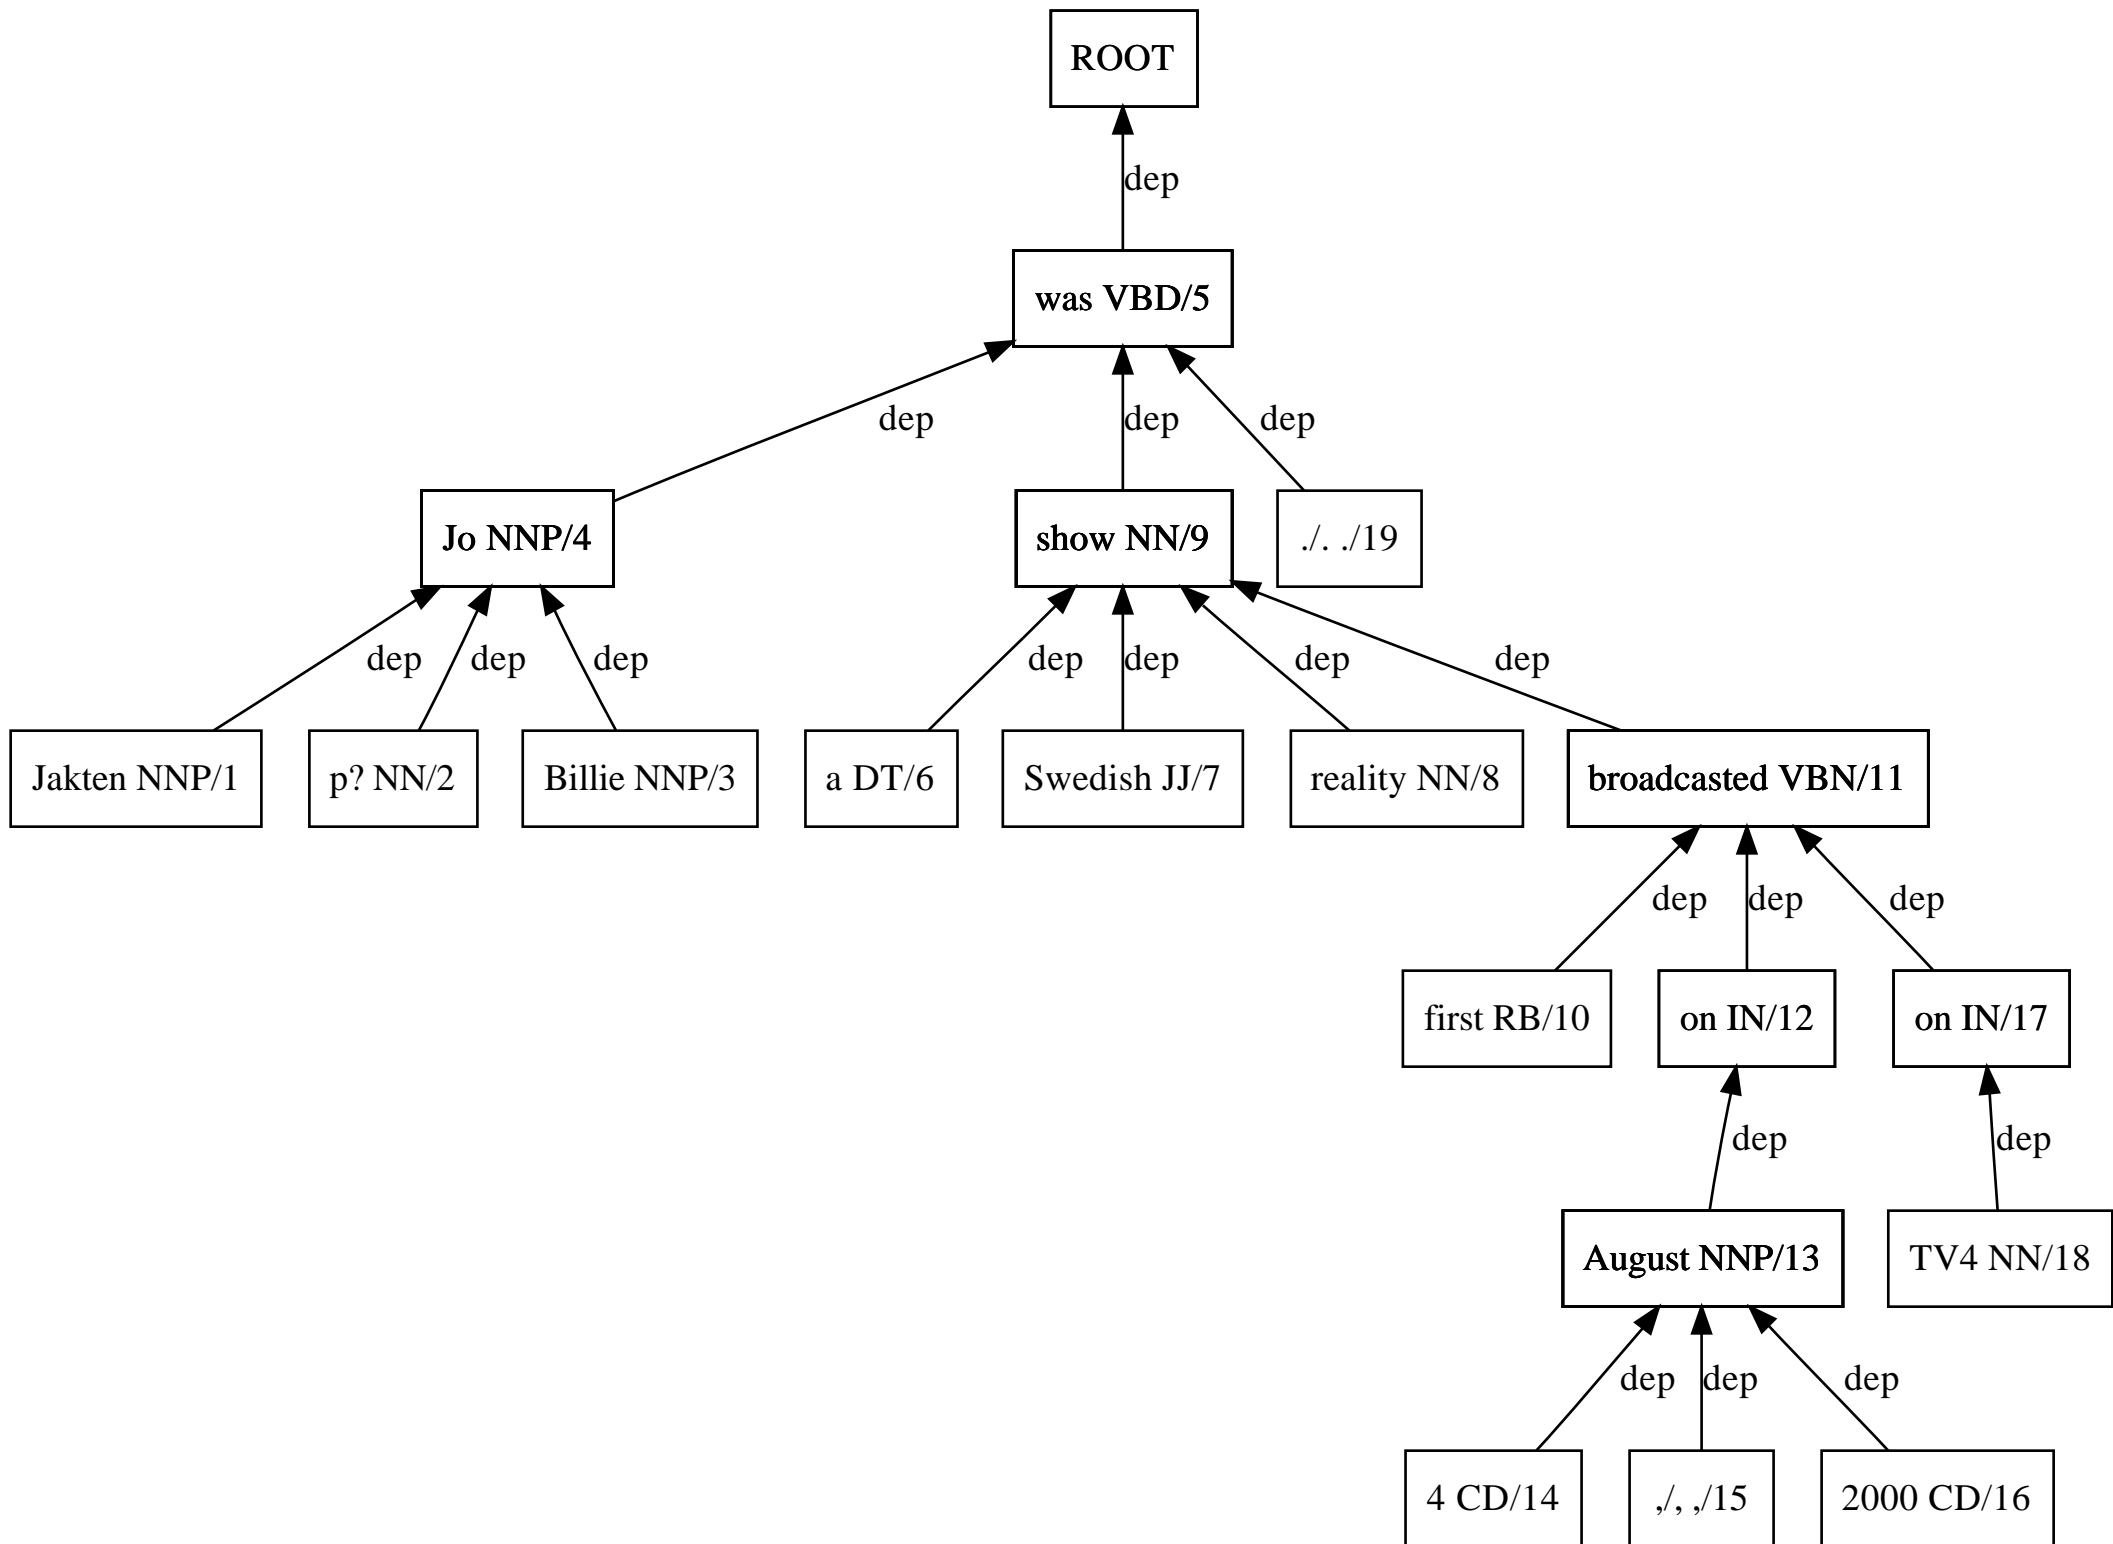 ROOT
dep
was VBD/5
dep dep dep
Jo NNP/4 show NN/9 ./. ./19
dep dep dep dep dep dep dep
Jakten NNP/1 p? NN/2 Billie NNP/3 a DT/6 Swedish JJ/7 reality NN/8 broadcasted VBN/11
dep dep dep
first RB/10 on IN/12 on IN/17
dep dep
August NNP/13 TV4 NN/18
dep dep dep
4 CD/14 ,/, ,/15 2000 CD/16